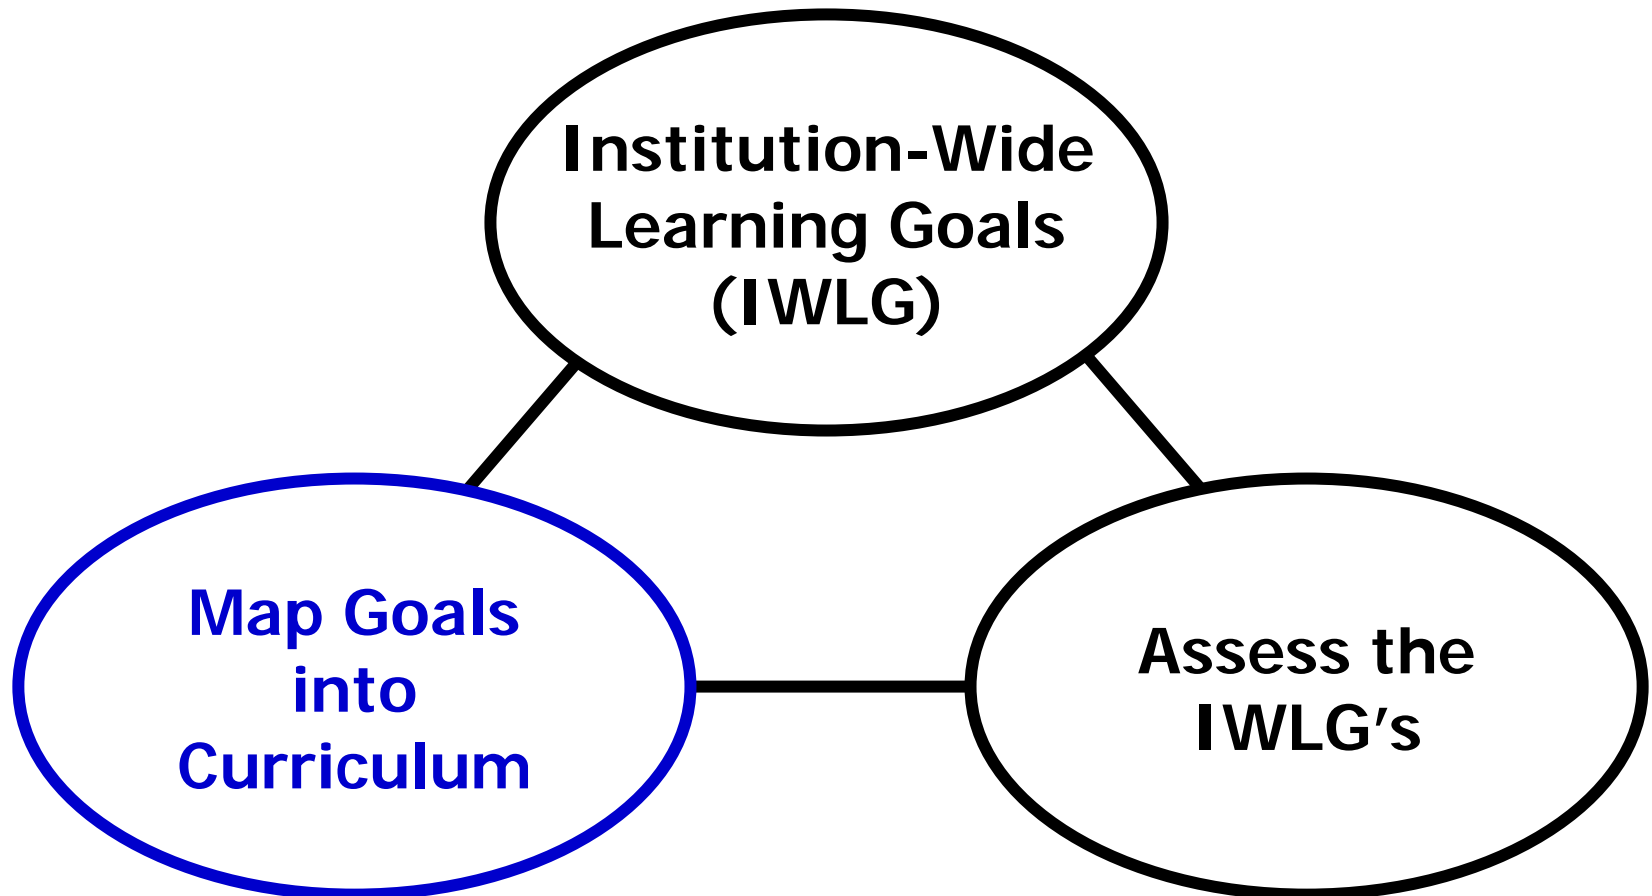 Institution-Wide
Learning Goals
(IWLG)
Map Goals
into
Curriculum
Assess the
IWLG's